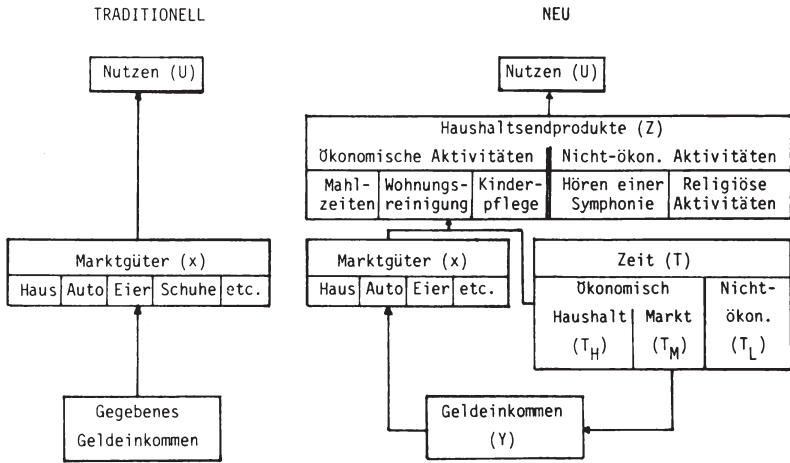 TRADITIONELL
Nutzen (U)
Marktgüter (x)
Haus Auto Eier Schuhe etc.
Gegebenes
Geldeinkommen
NEU
Nutzen (U)
Haushaltsendprodukte (Z)
Ökonomische Aktivitäten Nicht-ökon. Aktivitäten
Mahl- Wohnungs- Kinder- Hören einer Religiöse
zeiten reinigung pflege Symphonie Aktivitäten
Marktgüter (x)
Haus Auto Eier etc.
Zeit (T)
Ökonomisch Nicht-
Haushalt Markt ökon.
(T_H) (T_M) (T_L)
Geldeinkommen
(Y)